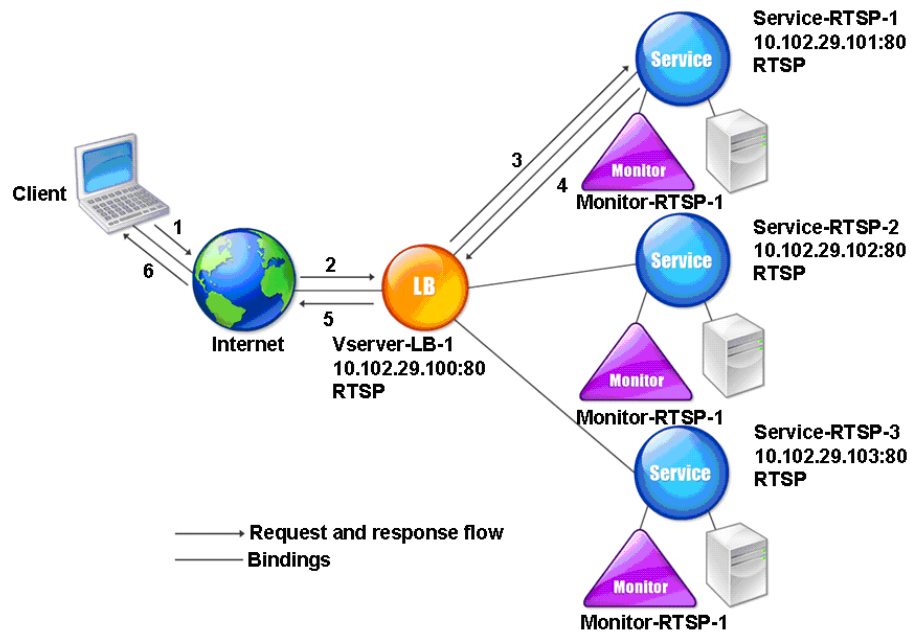 Service-RTSP-1
10.102.29.101:80
RTSP
Service
Monitor
Monitor-RTSP-1
3
4
Client
1
6
Internet
2
5
LB
Vserver-LB-1
10.102.29.100:80
RTSP
Service-RTSP-2
10.102.29.102:80
RTSP
Service
Monitor
Monitor-RTSP-1
Service-RTSP-3
10.102.29.103:80
RTSP
Service
Monitor
Monitor-RTSP-1
Request and response flow
Bindings